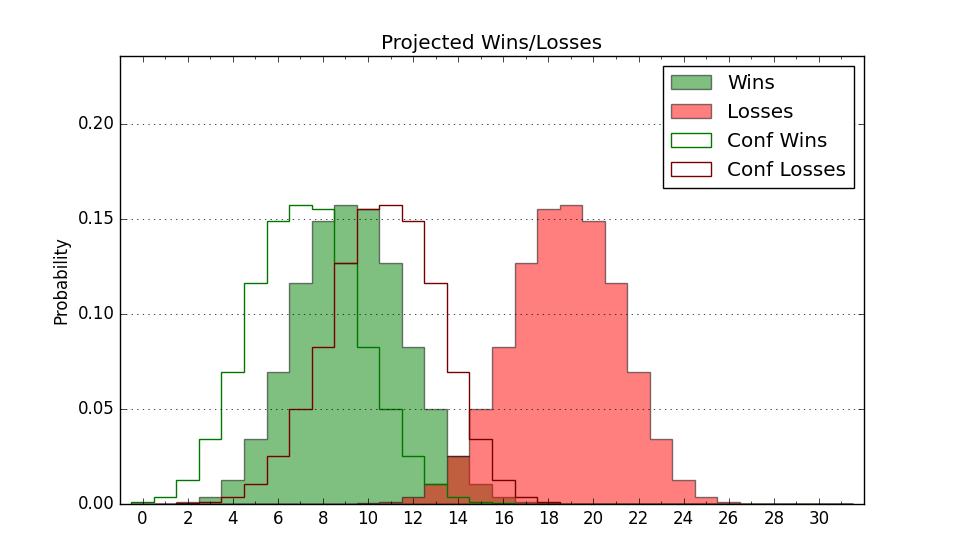 Projected Wins/Losses
Wins
Losses
Conf Wins
Conf Losses
Probability
0.20
0.15
0.10
0.05
0.00
0 2 4 6 8 10 12 14 16 18 20 22 24 26 28 30